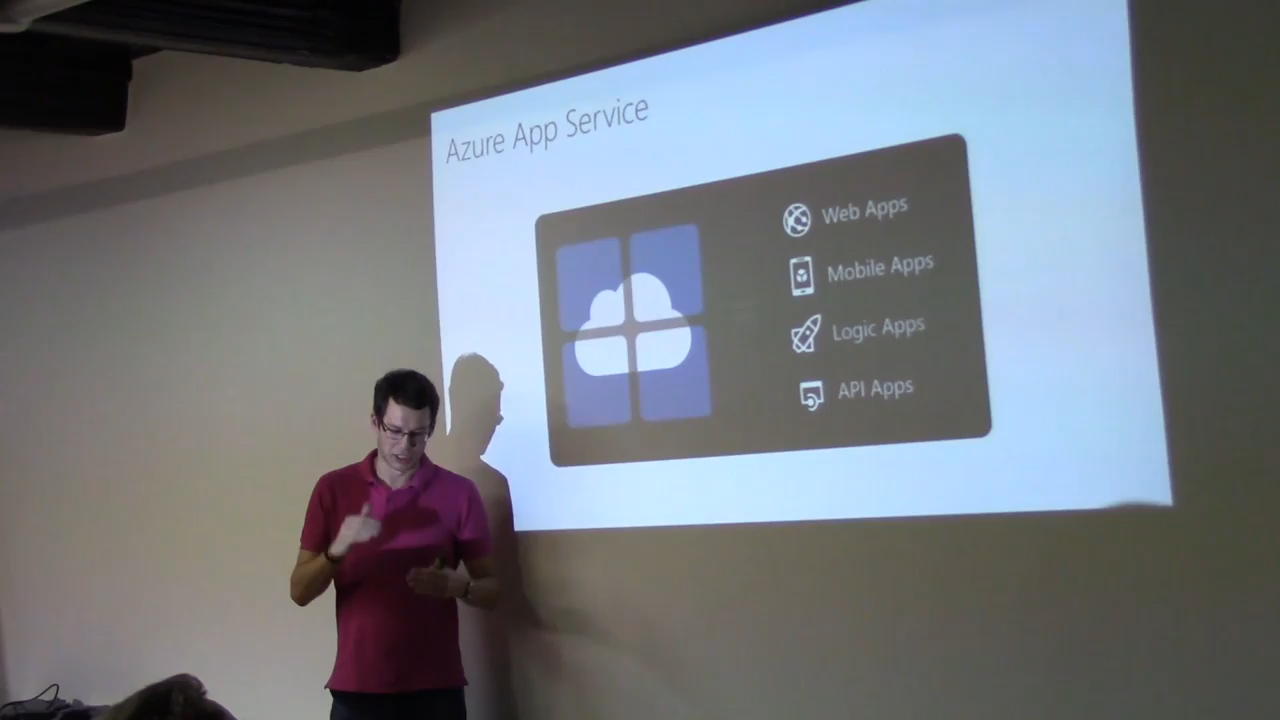 Azure App Service
Web Apps
Mobile Apps
Logic Apps
API Apps